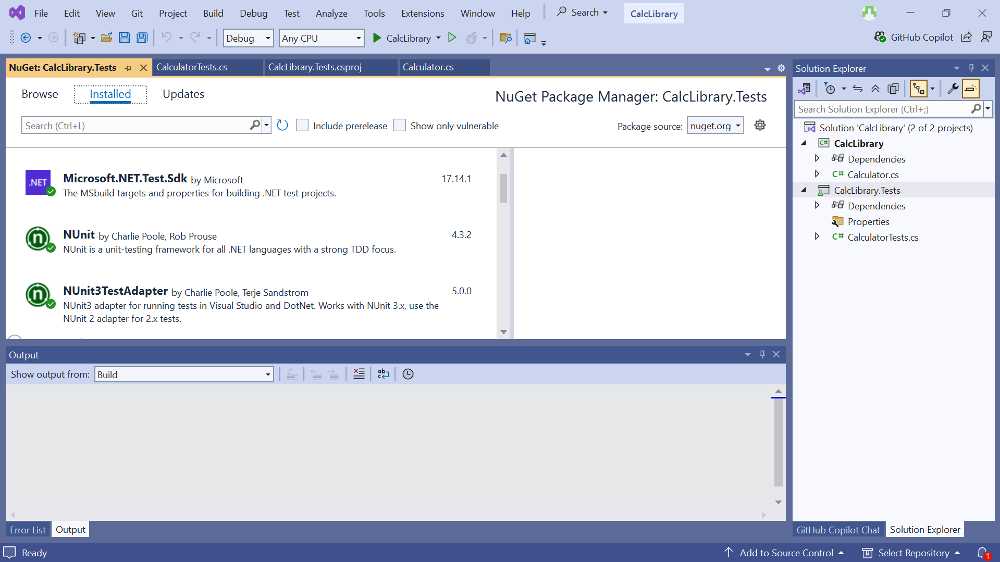 File Edit View Git Project Build Debug Test Analyze Tools Extensions Window Help Search CalcLibrary
Debug Any CPU CalcLibrary GitHub Copilot
NuGet: CalcLibrary.Tests CalculatorTests.cs CalcLibrary.Tests.csproj Calculator.cs
Browse Installed Updates
NuGet Package Manager: CalcLibrary.Tests
Search (Ctrl+L) Include prerelease Show only vulnerable Package source: nuget.org
.NET
Microsoft.NET.Test.Sdk by Microsoft 17.14.1
The MSbuild targets and properties for building .NET test projects.
n
NUnit by Charlie Poole, Rob Prouse 4.3.2
NUnit is a unit-testing framework for all .NET languages with a strong TDD focus.
n
NUnit3TestAdapter by Charlie Poole, Terje Sandstrom 5.0.0
NUnit3 adapter for running tests in Visual Studio and DotNet. Works with NUnit 3.x, use the
NUnit 2 adapter for 2.x tests.
Output
Show output from: Build
Error List Output
Solution Explorer
Search Solution Explorer (Ctrl+;)
Solution 'CalcLibrary' (2 of 2 projects)
C# CalcLibrary
Dependencies
C# Calculator.cs
CalcLibrary.Tests
Dependencies
Properties
C# CalculatorTests.cs
GitHub Copilot Chat Solution Explorer
Ready Add to Source Control Select Repository 1